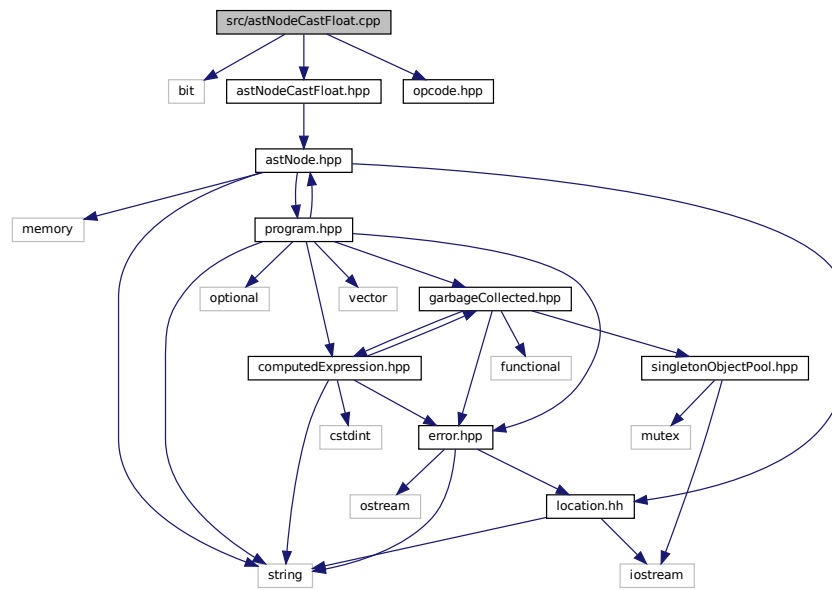 src/astNodeCastFloat.cpp
bit
astNodeCastFloat.hpp
opcode.hpp
astNode.hpp
memory
program.hpp
optional
vector
garbageCollected.hpp
computedExpression.hpp
functional
singletonObjectPool.hpp
cstdint
error.hpp
mutex
ostream
location.hh
string
iostream